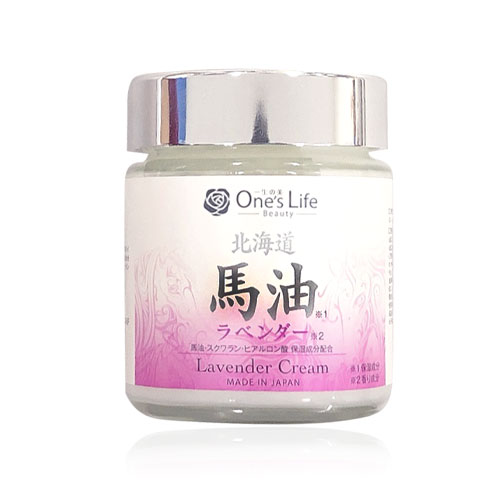 一生の美
One's Life
Beauty
北海道
馬油※1
ラベンダー※2
馬油・スクワラン・ヒアルロン酸 保湿成分配合
Lavender Cream
MADE IN JAPAN
※1 保湿成分
※2 香り成分